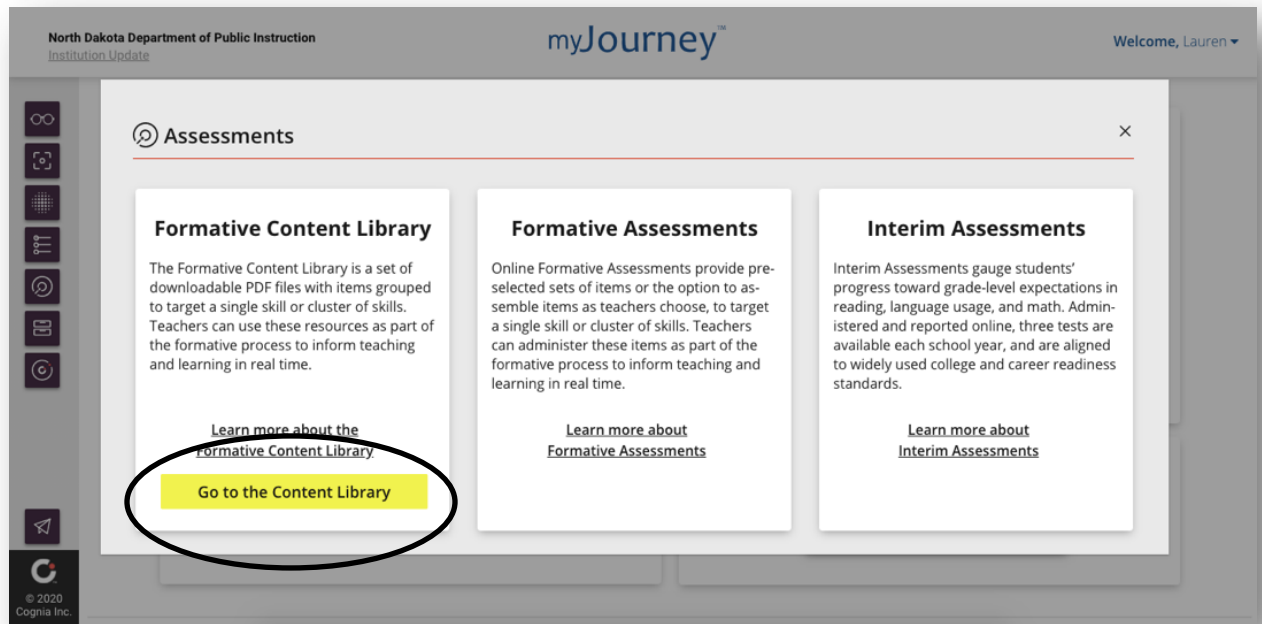 North Dakota Department of Public Instruction
Institution Update
myJourney™
Welcome, Lauren
Assessments
Formative Content Library
The Formative Content Library is a set of
downloadable PDF files with items grouped
to target a single skill or cluster of skills.
Teachers can use these resources as part of
the formative process to inform teaching
and learning in real time.
Learn more about the
Formative Content Library
Go to the Content Library
Formative Assessments
Online Formative Assessments provide pre-
selected sets of items or the option to as-
semble items as teachers choose, to target
a single skill or cluster of skills. Teachers
can administer these items as part of the
formative process to inform teaching and
learning in real time.
Learn more about
Formative Assessments
Interim Assessments
Interim Assessments gauge students’
progress toward grade-level expectations in
reading, language usage, and math. Admin-
istered and reported online, three tests are
available each school year, and are aligned
to widely used college and career readiness
standards.
Learn more about
Interim Assessments
© 2020
Cognia Inc.